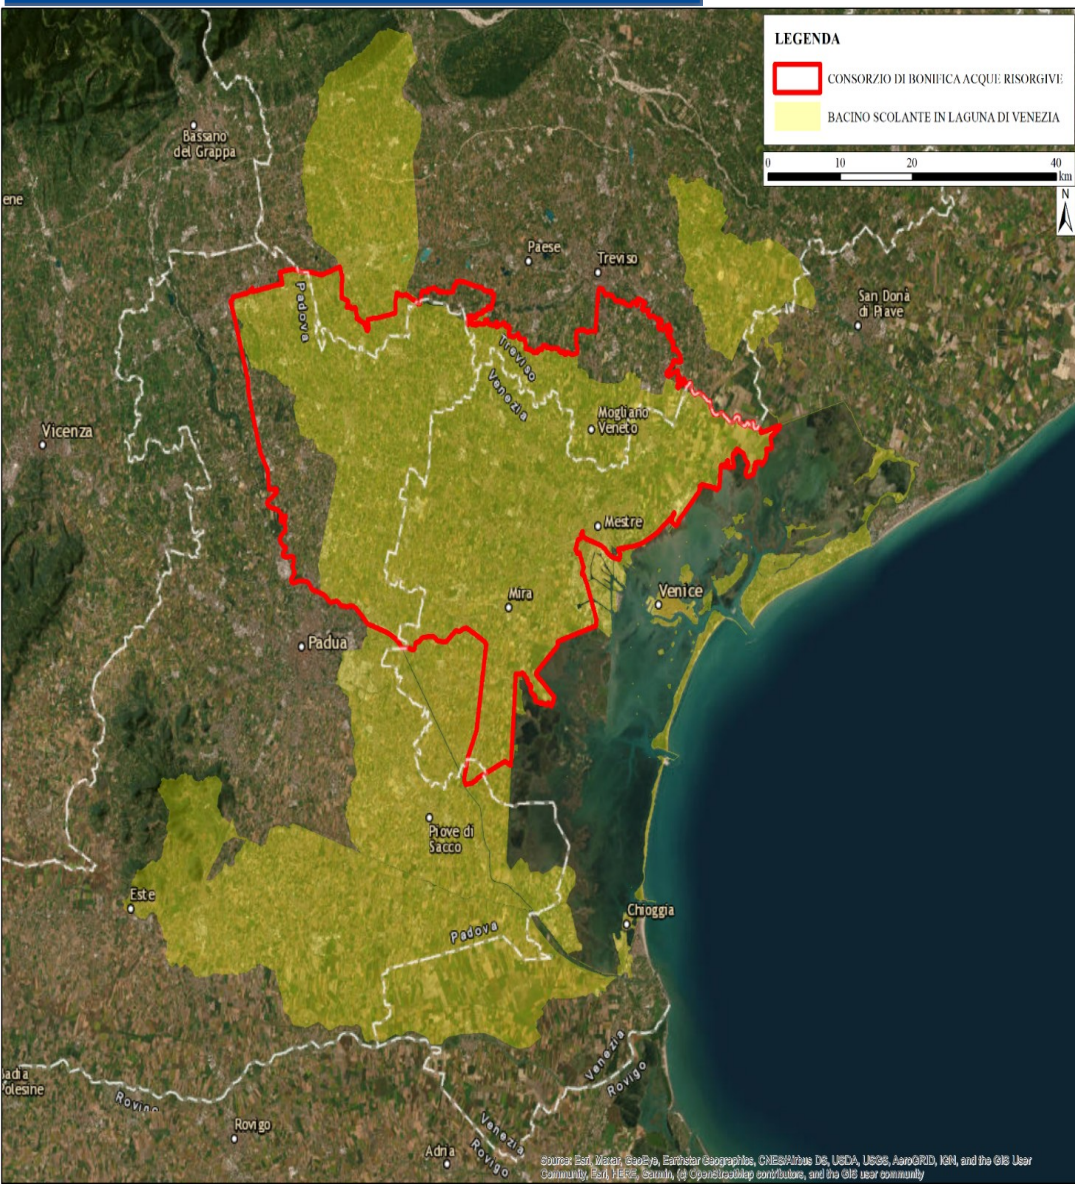 LEGENDA
CONSORZIO DI BONIFICA ACQUE RISORGIVE
BACINO SCOLANTE IN LAGUNA DI VENEZIA
0 10 20 40
km
N
Bassano
del Grappa
ene
Paese
Treviso
San Donà
di Piave
Padova
Treviso
Venezia
Mogliano
Veneto
Vicenza
Mestre
Mira
Venice
Padua
Piove di
Sacco
Este
Chioggia
Padova
Venezia
Rovigo
adia
Polesine
Rovigo
Rovigo
Venezia
Rovigo
Adria
Source: Esri, Maxar, GeoEye, Earthstar Geographics, CNES/Airbus DS, USDA, USGS, AeroGRID, IGN, and the GIS User
Community, Esri, HERE, Garmin, (c) OpenStreetMap contributors, and the GIS user community